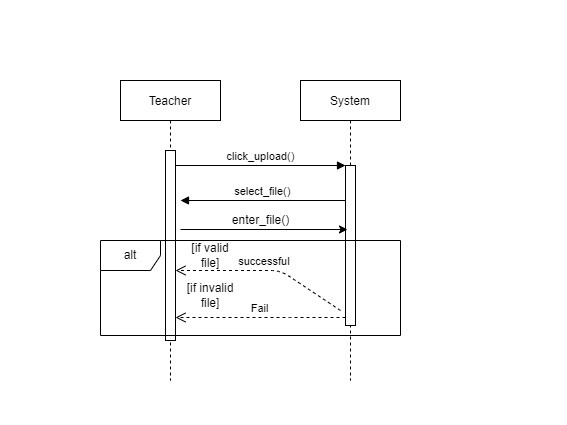 Teacher
System
click_upload()
select_file()
enter_file()
alt
[if valid
file]
successful
[if invalid
file]
Fail